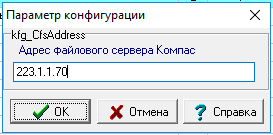 Параметр конфигурации
kfg_CfsAddress
Адрес Файлового сервера Компас
223.1.1.70
OK Отмена ? Справка